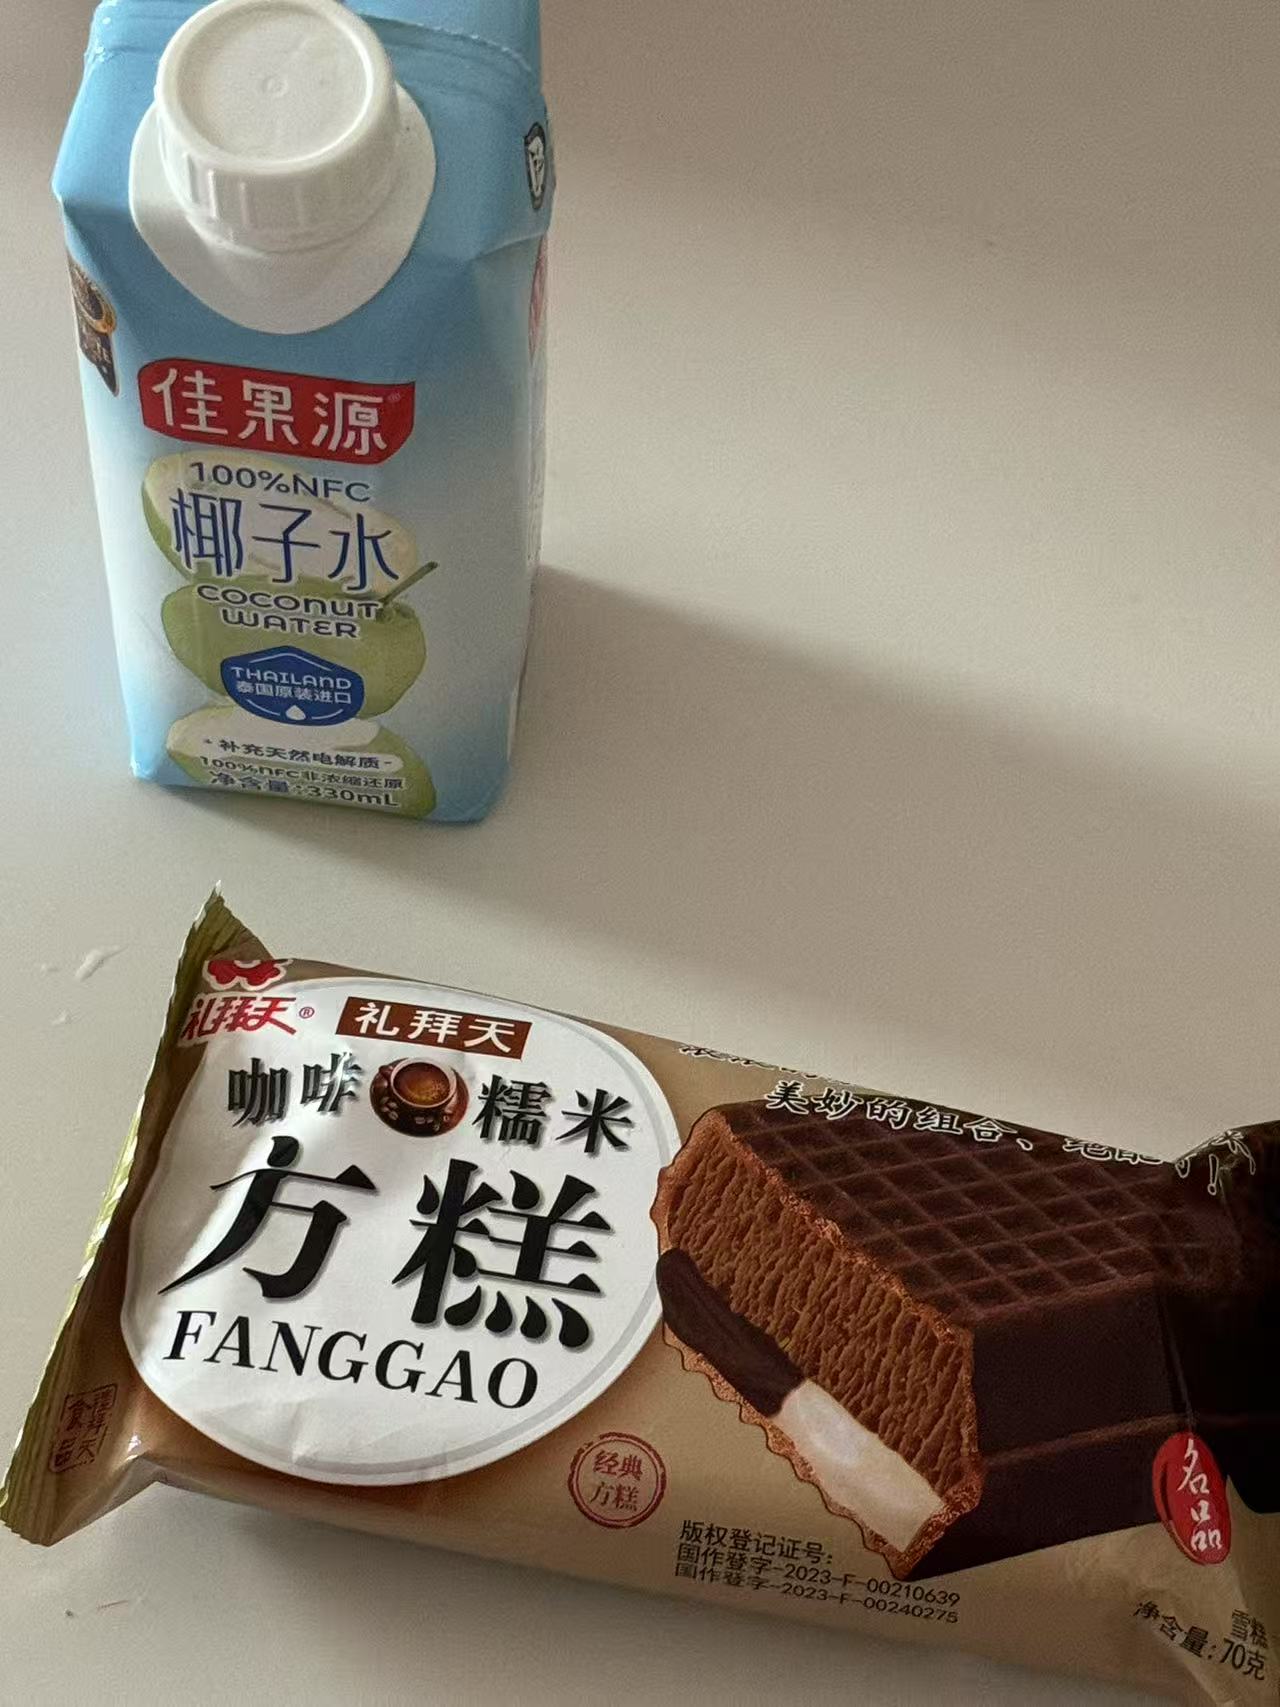 佳果源®
100%NFC
椰子水
COCONUT
WATER
THAILAND
泰国原装进口
补充天然电解质
100%NFC非浓缩还原
净含量:330mL
礼拜天®
礼拜天
咖啡 糯米
方糕
FANGGAO
美妙的组合、绝配
经典
方糕
名品
版权登记证号:
国作登字-2023-F-00210639
国作登字-2023-F-00240275
雪糕
净含量:70克